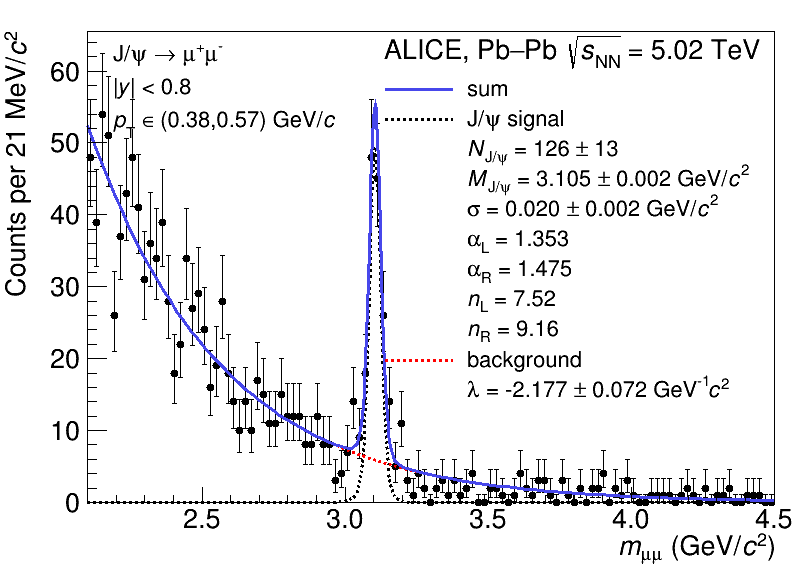 Counts per 21 MeV/c²
60
50
40
30
20
10
0
J/ψ → μ⁺μ⁻
|y| < 0.8
p_T ∈ (0.38,0.57) GeV/c
ALICE, Pb–Pb √s_NN = 5.02 TeV
sum
J/ψ signal
N_J/ψ = 126 ± 13
M_J/ψ = 3.105 ± 0.002 GeV/c²
σ = 0.020 ± 0.002 GeV/c²
α_L = 1.353
α_R = 1.475
n_L = 7.52
n_R = 9.16
background
λ = -2.177 ± 0.072 GeV⁻¹c²
2.5 3.0 3.5 4.0 4.5
m_μμ (GeV/c²)